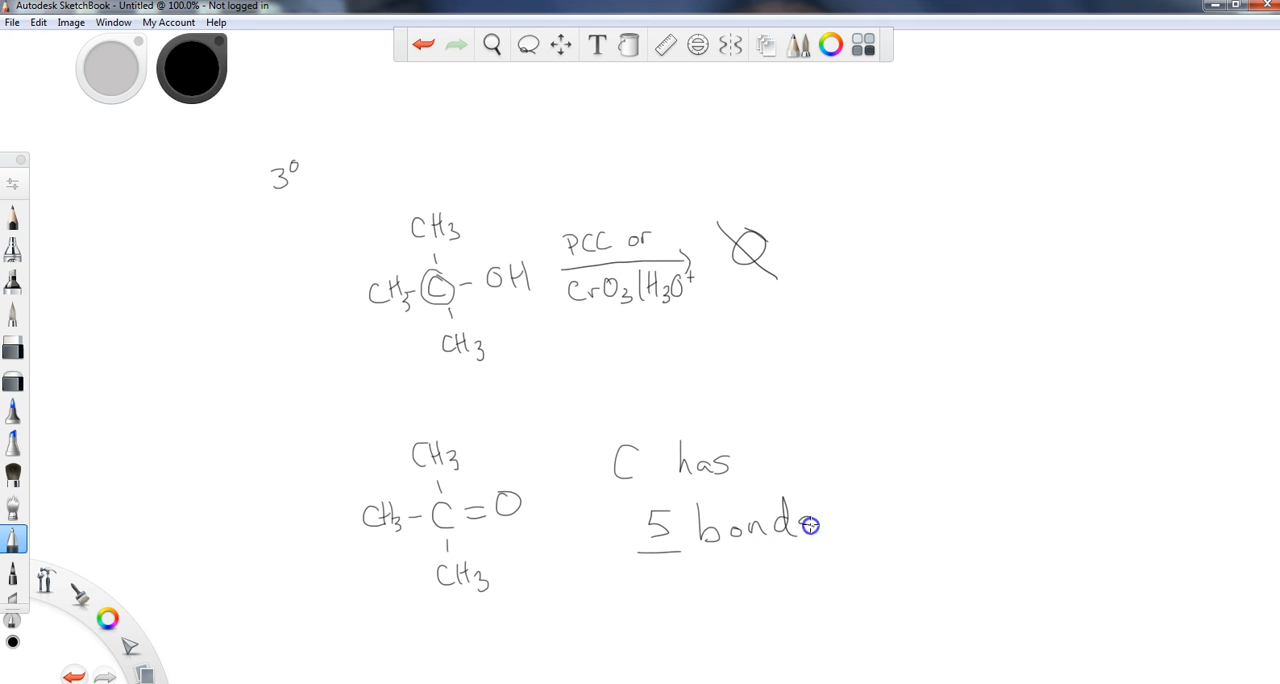 Autodesk SketchBook - Untitled @ 100.0% - Not logged in
File Edit Image Window My Account Help
3°
CH3
CH3-C-OH
CH3
PCC or
CrO3/H3O+
CH3
CH3-C=O
CH3
C has
5 bonds